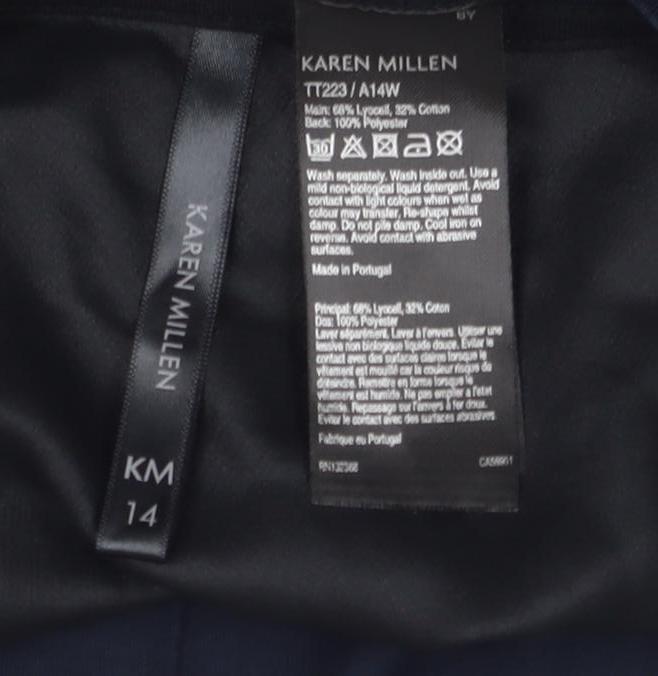 BY
KAREN MILLEN
TT223 / A14W
Main: 68% Lyocell, 32% Cotton
Back: 100% Polyester
30
Wash separately. Wash inside out. Use a
mild non-biological liquid detergent. Avoid
contact with light colours when wet as
colour may transfer. Re-shape whilst
damp. Do not pile damp. Cool iron on
reverse. Avoid contact with abrasive
surfaces.
Made in Portugal
Principal: 68% Lyocell, 32% Coton
Dos: 100% Polyester
Laver séparément. Laver à l'envers. Utiliser une
lessive non biologique liquide douce. Eviter le
contact avec des surfaces claires lorsque le
vêtement est mouillé car la couleur risque de
déteindre. Remettre en forme lorsque le
vêtement est humide. Ne pas empiler à l'état
humide. Repassage sur l'envers à fer doux.
Eviter le contact avec des surfaces abrasives
Fabrique au Portugal
KAREN MILLEN
KM
14